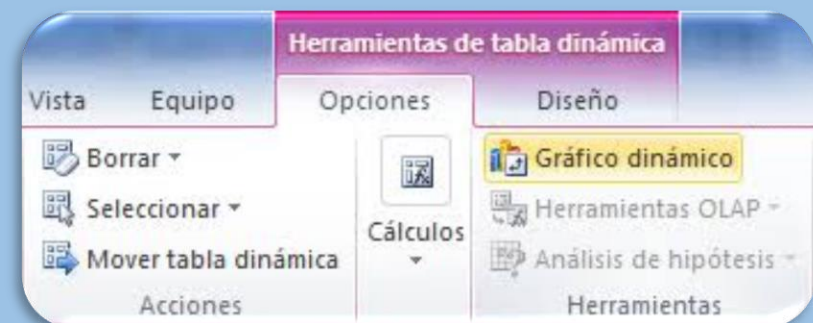 Herramientas de tabla dinámica
Vista Equipo Opciones Diseño
Borrar
Seleccionar
Mover tabla dinámica
Acciones
Cálculos
Gráfico dinámico
Herramientas OLAP
Análisis de hipótesis
Herramientas